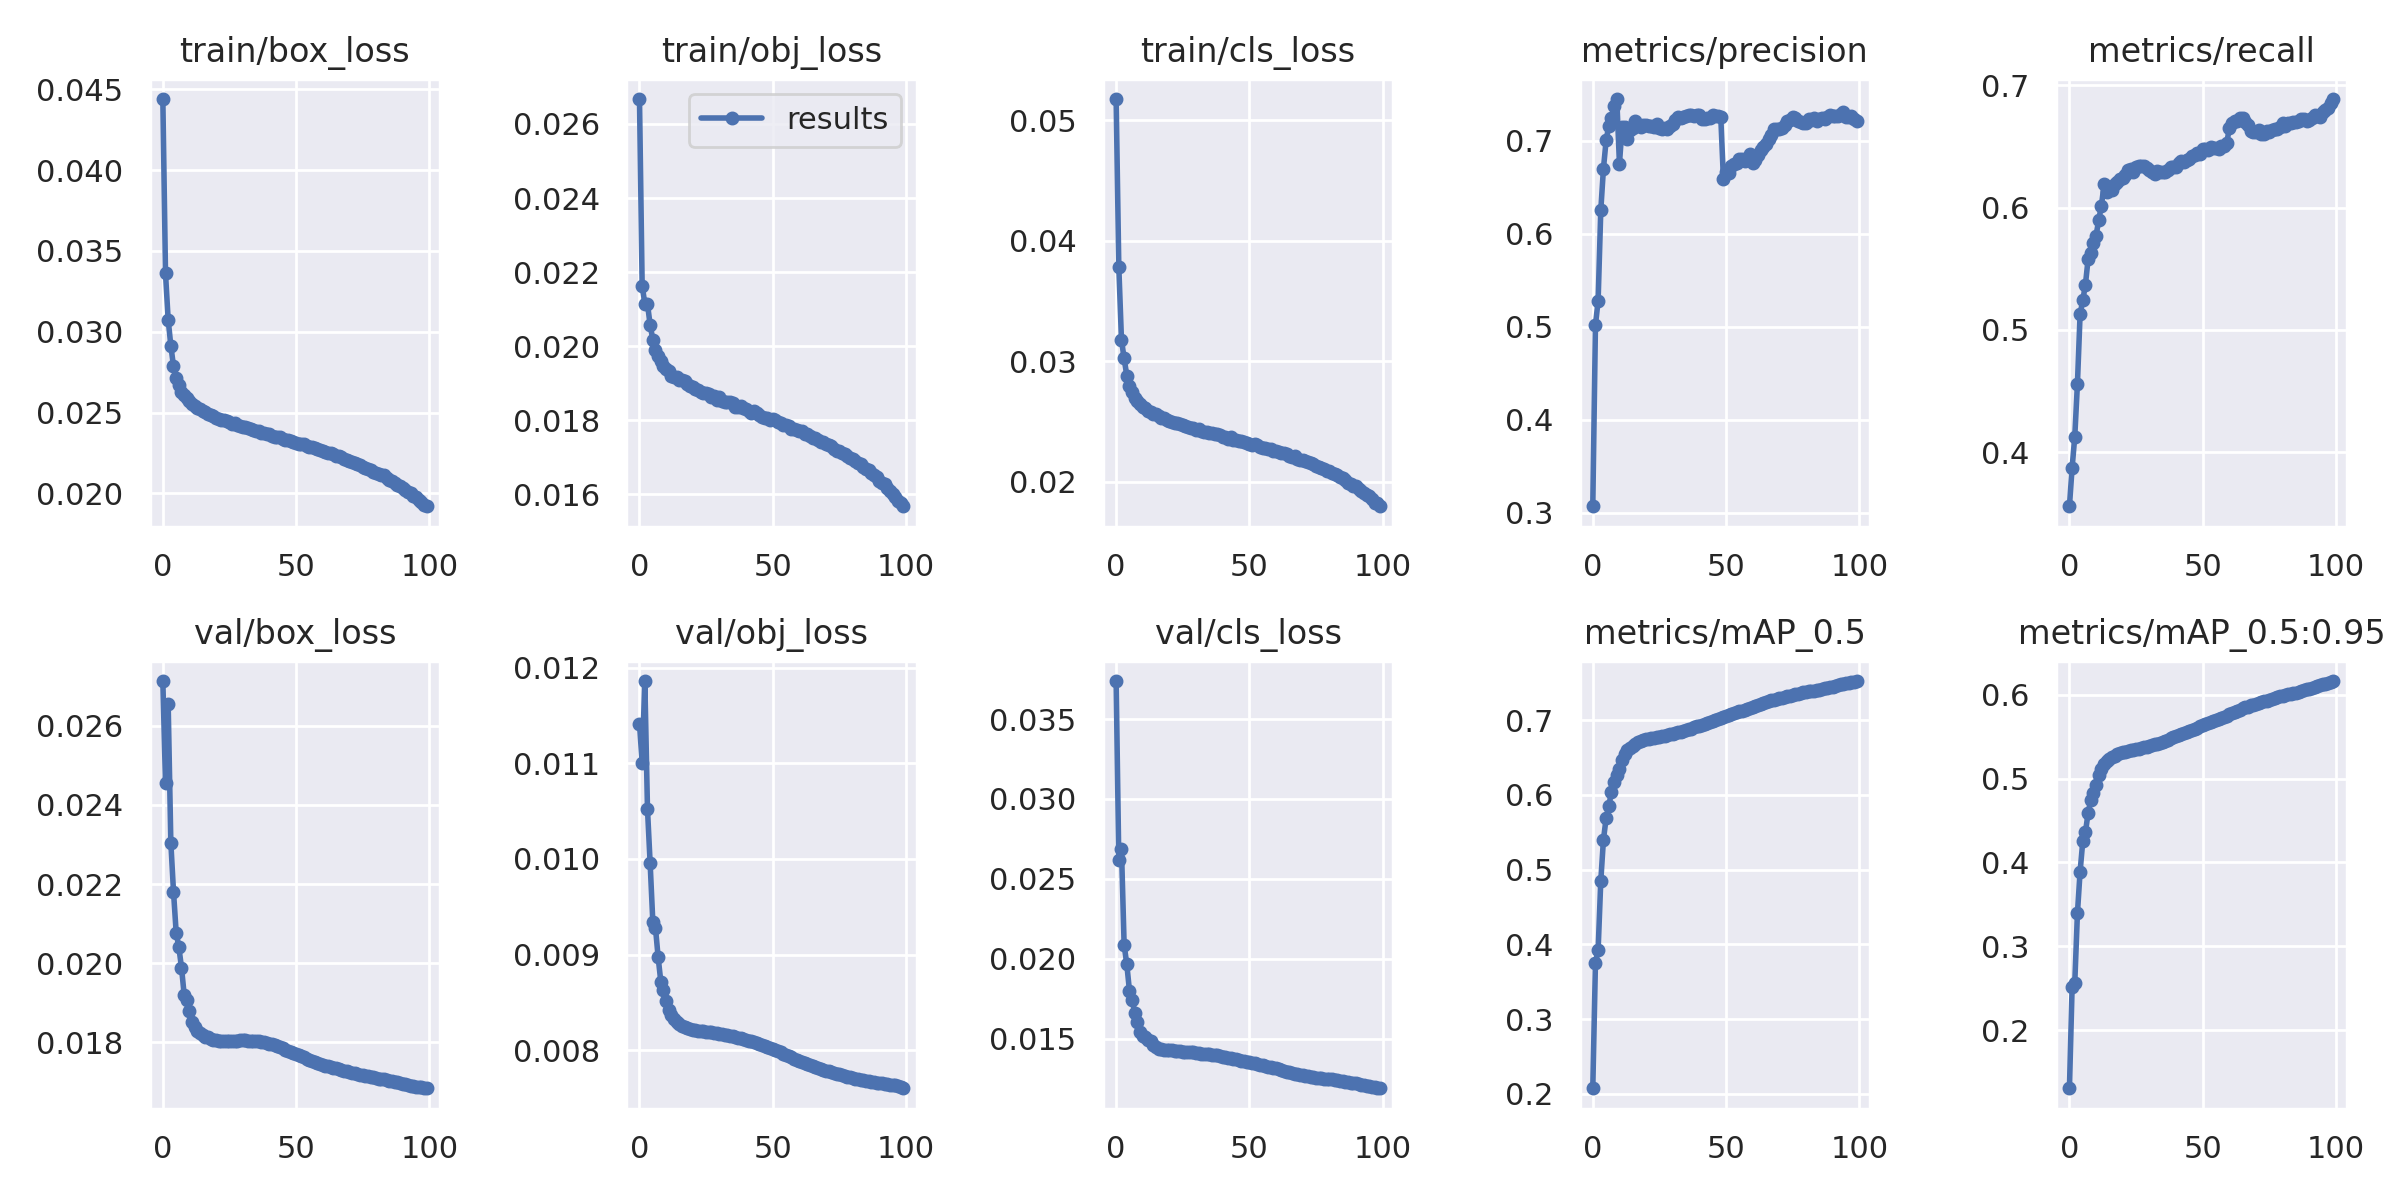 train/box_loss
0.045
0.040
0.035
0.030
0.025
0.020
0 50 100
train/obj_loss
results
0.026
0.024
0.022
0.020
0.018
0.016
0 50 100
train/cls_loss
0.05
0.04
0.03
0.02
0 50 100
metrics/precision
0.7
0.6
0.5
0.4
0.3
0 50 100
metrics/recall
0.7
0.6
0.5
0.4
0 50 100
val/box_loss
0.026
0.024
0.022
0.020
0.018
0 50 100
val/obj_loss
0.012
0.011
0.010
0.009
0.008
0 50 100
val/cls_loss
0.035
0.030
0.025
0.020
0.015
0 50 100
metrics/mAP_0.5
0.7
0.6
0.5
0.4
0.3
0.2
0 50 100
metrics/mAP_0.5:0.95
0.6
0.5
0.4
0.3
0.2
0 50 100